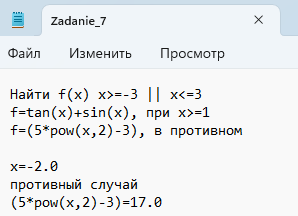 Zadanie_7
Файл Изменить Просмотр
Найти f(x) x>=-3 || x<=3
f=tan(x)+sin(x), при x>=1
f=(5*pow(x,2)-3), в противном
x=-2.0
противный случай
(5*pow(x,2)-3)=17.0